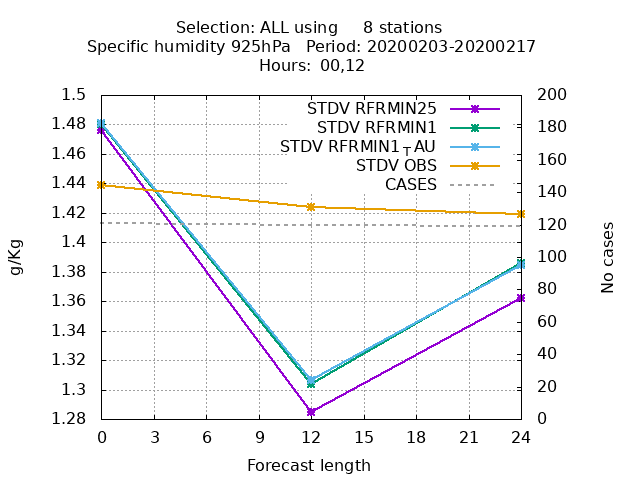 Selection: ALL using     8 stations
Specific humidity 925hPa   Period: 20200203-20200217
Hours: 00,12
1.5
1.48
1.46
1.44
1.42
1.4
1.38
1.36
1.34
1.32
1.3
1.28
g/Kg
STDV RFRMIN25
STDV RFRMIN1
STDV RFRMIN1┬AU
STDV OBS
CASES
200
180
160
140
120
100
80
60
40
20
0
No cases
0 3 6 9 12 15 18 21 24
Forecast length